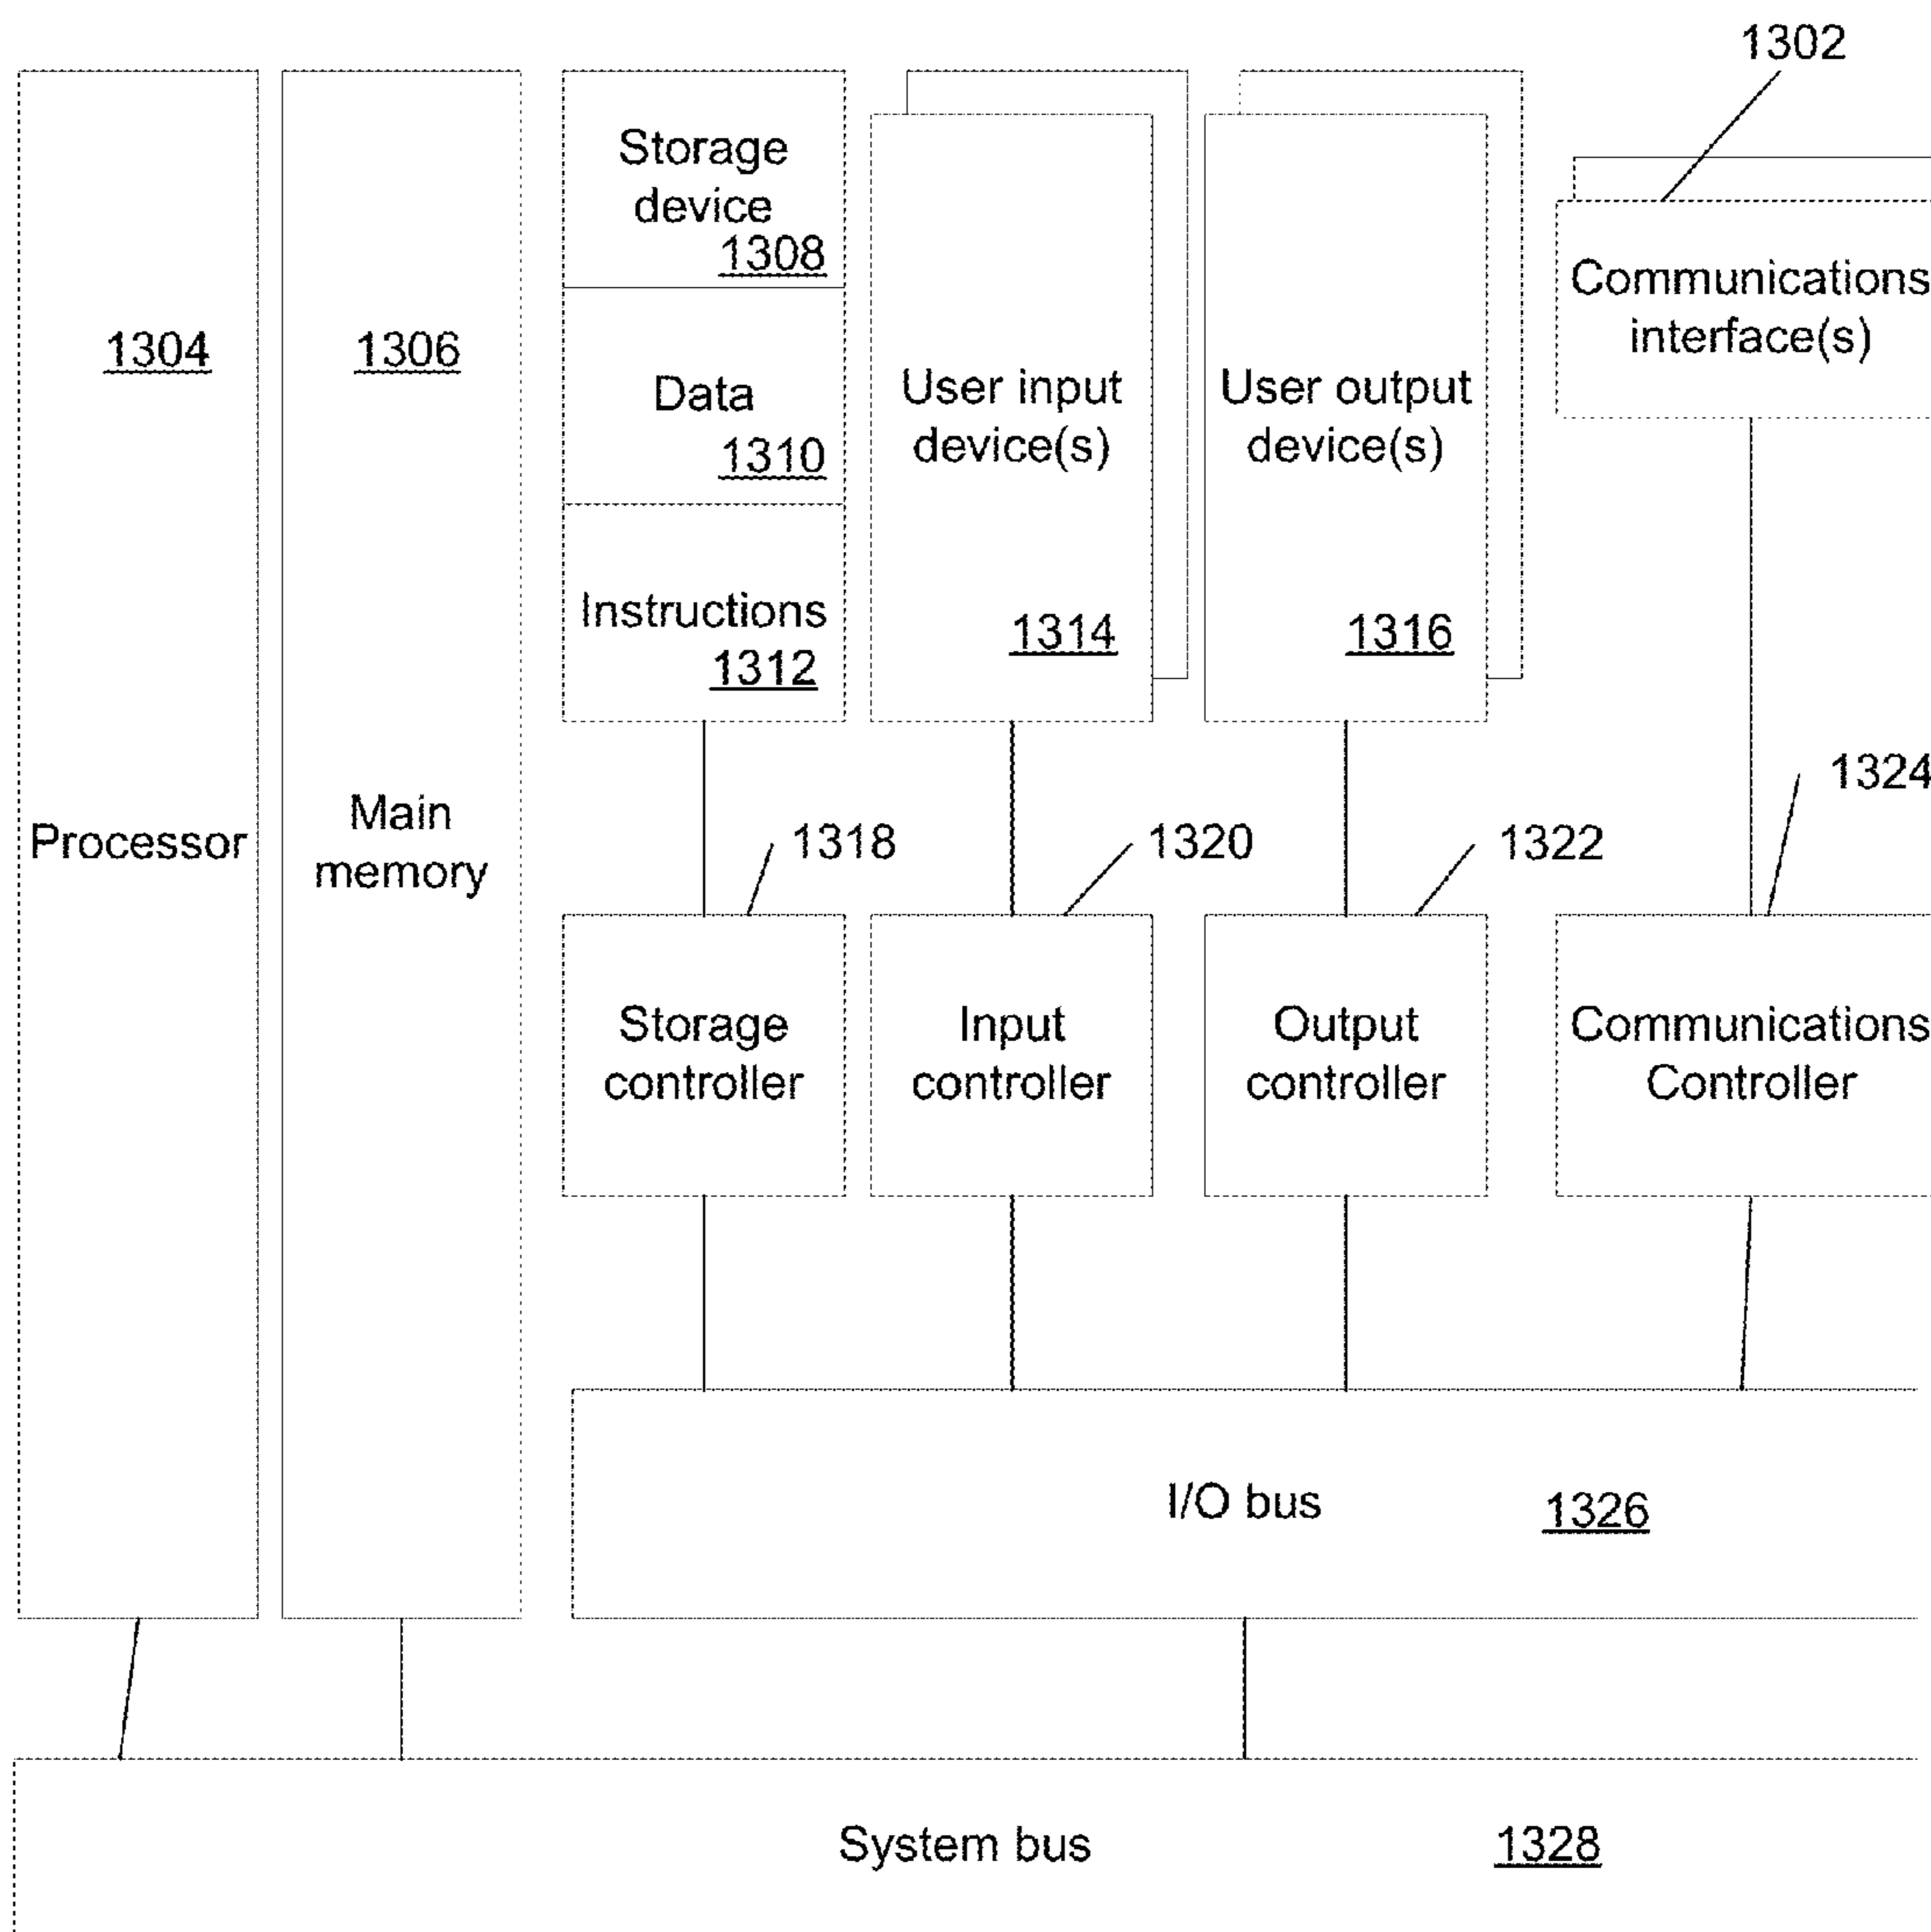 1302
Storage
device
1308
Communications
interface(s)
1304
1306
Data
1310
User input
device(s)
User output
device(s)
Instructions
1312
1314
1316
1324
Processor
Main
memory
1318
1320
1322
Storage
controller
Input
controller
Output
controller
Communications
Controller
I/O bus
1326
System bus
1328